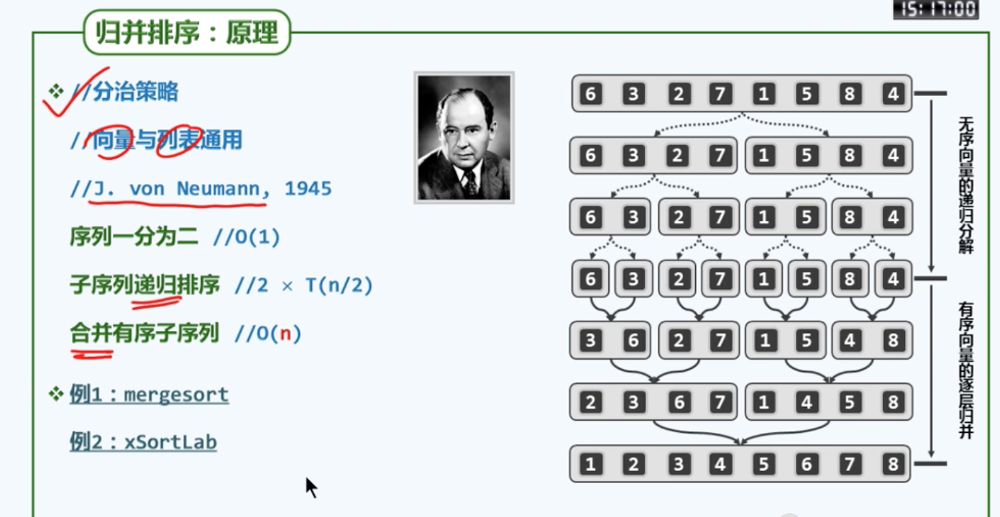 15:17:00
归并排序：原理
//分治策略
//向量与列表通用
//J. von Neumann, 1945
序列一分为二 //O(1)
子序列递归排序 //2 × T(n/2)
合并有序子序列 //O(n)
例1：mergesort
例2：xSortLab
6 3 2 7 1 5 8 4
6 3 2 7 1 5 8 4
6 3 2 7 1 5 8 4
6 3 2 7 1 5 8 4
3 6 2 7 1 5 4 8
2 3 6 7 1 4 5 8
1 2 3 4 5 6 7 8
无序向量的递归分解
有序向量的逐层归并